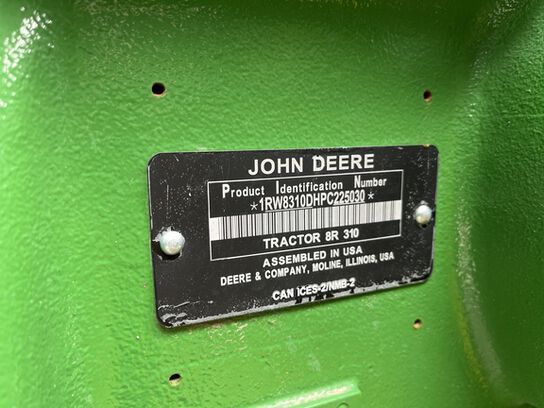 JOHN DEERE
Product Identification Number
*1RW8310DHPC225030*
TRACTOR 8R 310
ASSEMBLED IN USA
DEERE & COMPANY, MOLINE, ILLINOIS, USA
CAN ICES-2/NMB-2